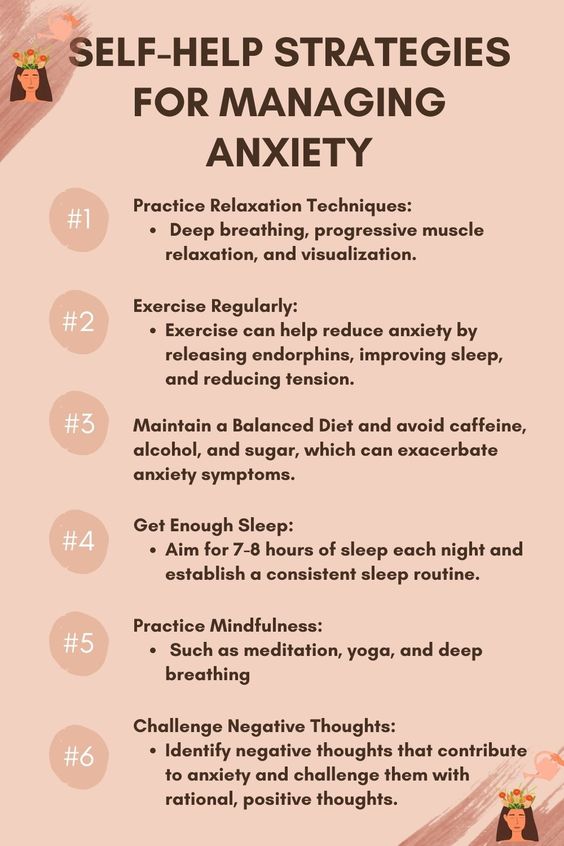 SELF-HELP STRATEGIES
FOR MANAGING
ANXIETY
#1
Practice Relaxation Techniques:
• Deep breathing, progressive muscle
relaxation, and visualization.
#2
Exercise Regularly:
• Exercise can help reduce anxiety by
releasing endorphins, improving sleep,
and reducing tension.
#3
Maintain a Balanced Diet and avoid caffeine,
alcohol, and sugar, which can exacerbate
anxiety symptoms.
#4
Get Enough Sleep:
• Aim for 7-8 hours of sleep each night and
establish a consistent sleep routine.
#5
Practice Mindfulness:
• Such as meditation, yoga, and deep
breathing
#6
Challenge Negative Thoughts:
• Identify negative thoughts that contribute
to anxiety and challenge them with
rational, positive thoughts.